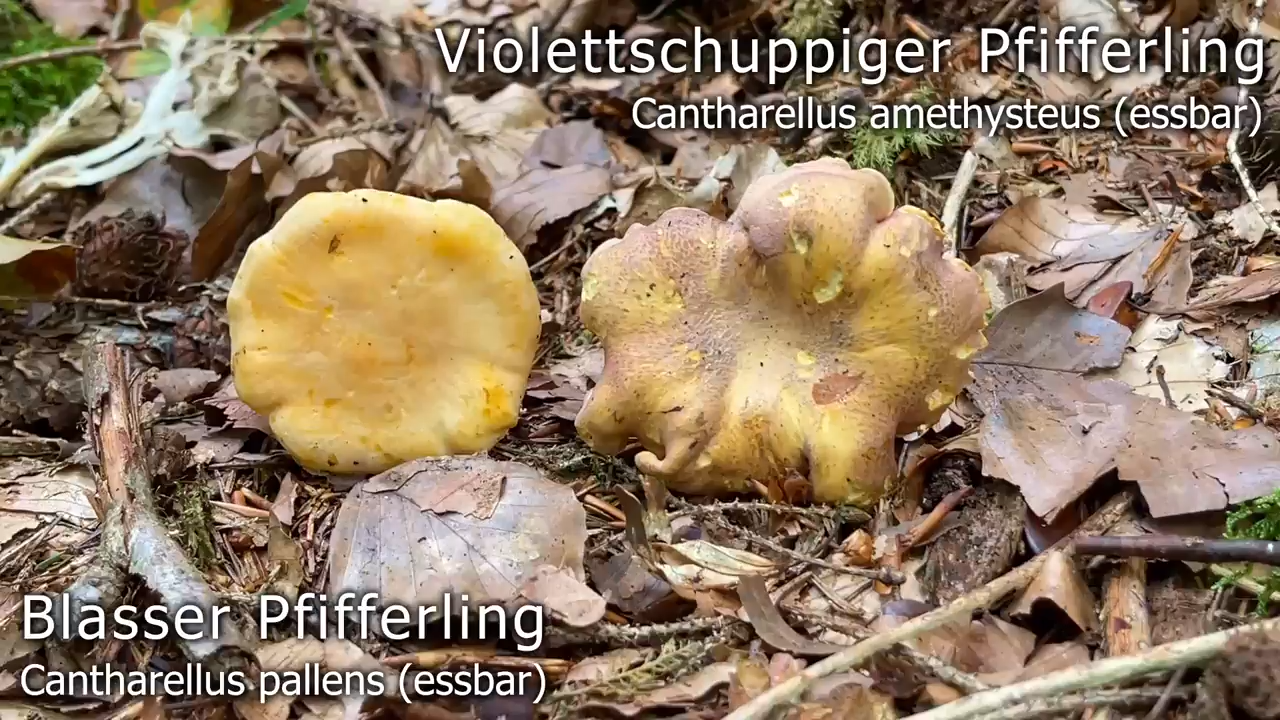 Violettschuppiger Pfifferling
Cantharellus amethysteus (essbar)
Blasser Pfifferling
Cantharellus pallens (essbar)